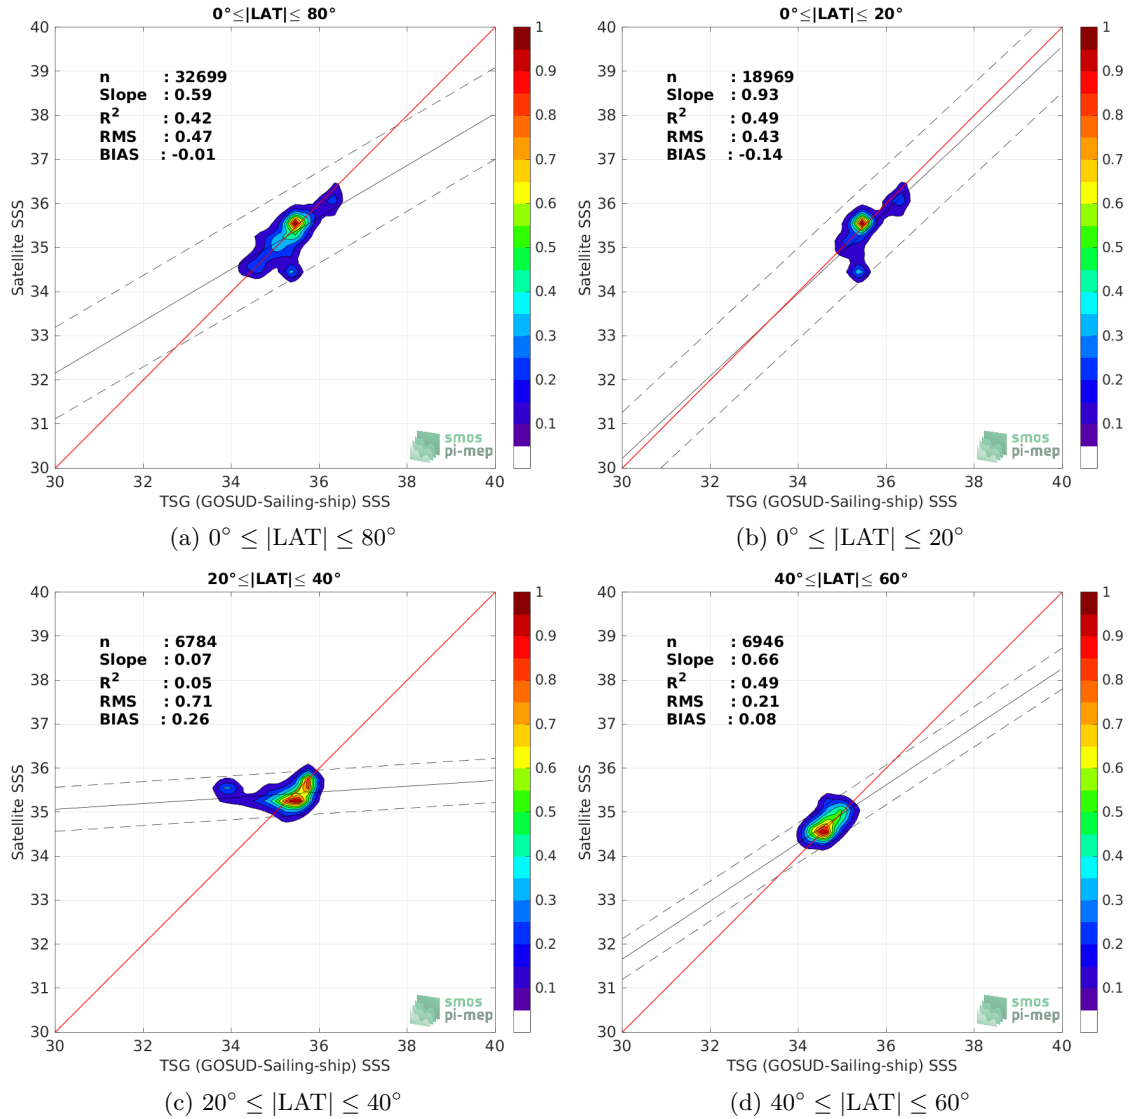 0°≤|LAT|≤ 80°
40
39
38
37
36
35
34
33
32
31
30
Satellite SSS
n : 32699
Slope : 0.59
R² : 0.42
RMS : 0.47
BIAS : -0.01
smos
pi-mep
30 32 34 36 38 40
TSG (GOSUD-Sailing-ship) SSS
1
0.9
0.8
0.7
0.6
0.5
0.4
0.3
0.2
0.1
(a) 0° ≤ |LAT| ≤ 80°
0°≤|LAT|≤ 20°
40
39
38
37
36
35
34
33
32
31
30
Satellite SSS
n : 18969
Slope : 0.93
R² : 0.49
RMS : 0.43
BIAS : -0.14
smos
pi-mep
30 32 34 36 38 40
TSG (GOSUD-Sailing-ship) SSS
1
0.9
0.8
0.7
0.6
0.5
0.4
0.3
0.2
0.1
(b) 0° ≤ |LAT| ≤ 20°
20°≤|LAT|≤ 40°
40
39
38
37
36
35
34
33
32
31
30
Satellite SSS
n : 6784
Slope : 0.07
R² : 0.05
RMS : 0.71
BIAS : 0.26
smos
pi-mep
30 32 34 36 38 40
TSG (GOSUD-Sailing-ship) SSS
1
0.9
0.8
0.7
0.6
0.5
0.4
0.3
0.2
0.1
(c) 20° ≤ |LAT| ≤ 40°
40°≤|LAT|≤ 60°
40
39
38
37
36
35
34
33
32
31
30
Satellite SSS
n : 6946
Slope : 0.66
R² : 0.49
RMS : 0.21
BIAS : 0.08
smos
pi-mep
30 32 34 36 38 40
TSG (GOSUD-Sailing-ship) SSS
1
0.9
0.8
0.7
0.6
0.5
0.4
0.3
0.2
0.1
(d) 40° ≤ |LAT| ≤ 60°